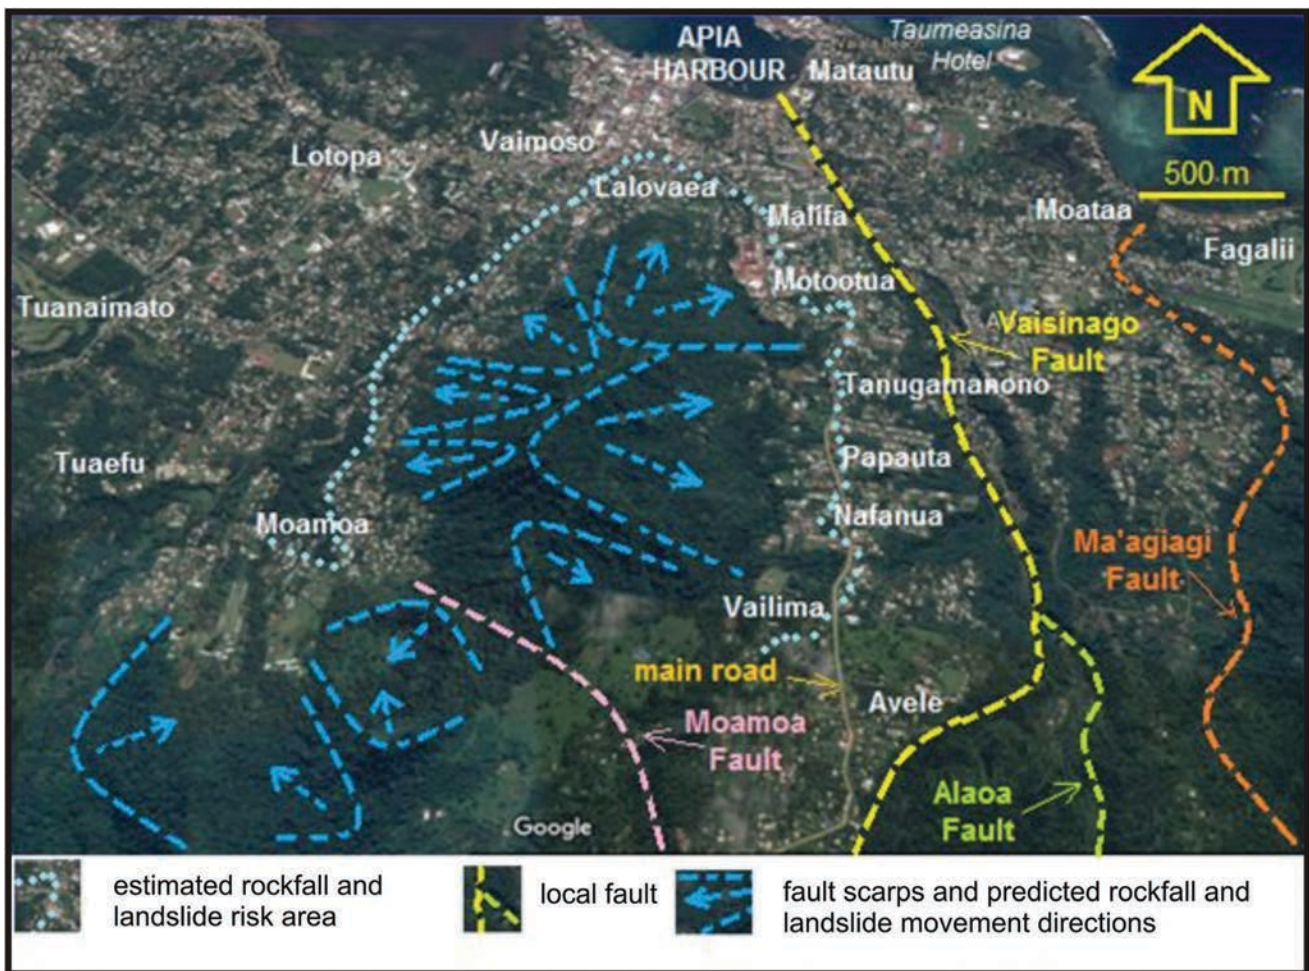 APIA
HARBOUR
Matautu
Taumeasina
Hotel
N
500 m
Vaimoso
Lotopa
Lalovaea
Malifa
Moataa
Fagalii
Motootua
Tuanaimato
Vaisinago
Fault
Tanugamanono
Tuaefu
Papauta
Moamoa
Nafanua
Ma'agiagi
Fault
Vailima
main road
Avele
Moamoa
Fault
Alaoa
Fault
Google
estimated rockfall and
landslide risk area
local fault
fault scarps and predicted rockfall and
landslide movement directions